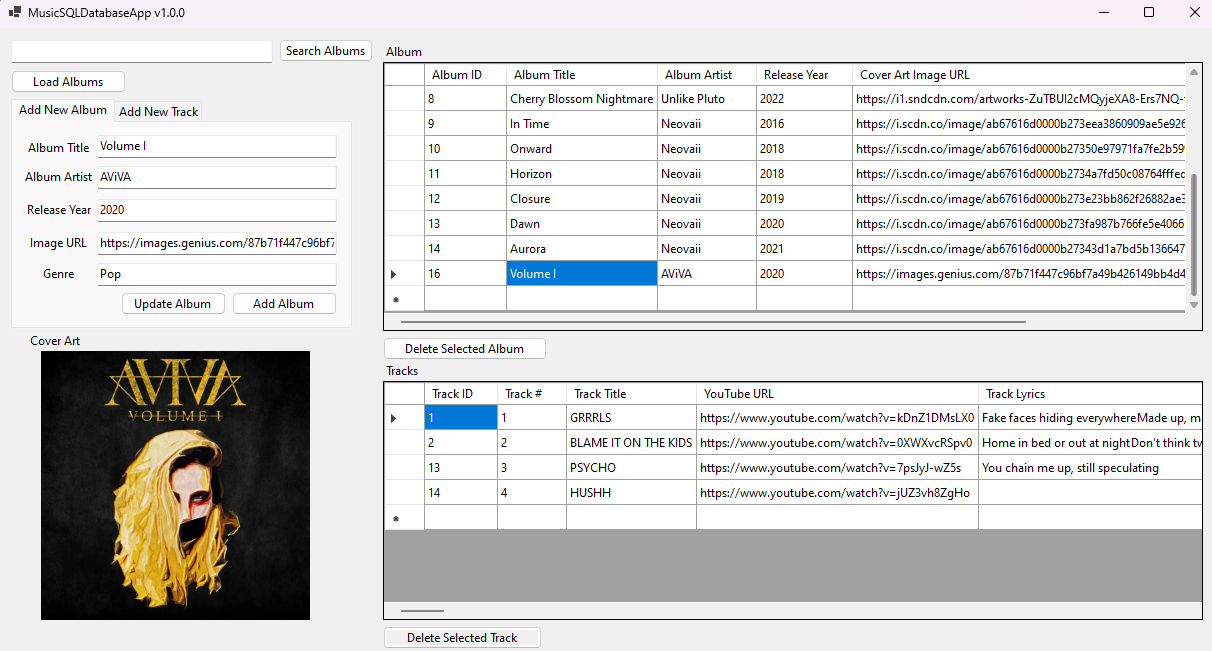 MusicSQLDatabaseApp v1.0.0
Search Albums
Load Albums
Add New Album Add New Track
Album Title Volume I
Album Artist AViVA
Release Year 2020
Image URL https://images.genius.com/87b71f447c96bf7
Genre Pop
Update Album Add Album
Cover Art
AVIVA
VOLUME I
Album
Album ID Album Title Album Artist Release Year Cover Art Image URL
8 Cherry Blossom Nightmare Unlike Pluto 2022 https://i1.sndcdn.com/artworks-ZuTBUI2cMQyjeXA8-Ers7NQ-
9 In Time Neovaii 2016 https://i.scdn.co/image/ab67616d0000b273eea3860909ae5e926
10 Onward Neovaii 2018 https://i.scdn.co/image/ab67616d0000b27350e97971fa7fe2b59
11 Horizon Neovaii 2018 https://i.scdn.co/image/ab67616d0000b2734a7fd50c08764fffed
12 Closure Neovaii 2019 https://i.scdn.co/image/ab67616d0000b273e23bb862f26882ae3
13 Dawn Neovaii 2020 https://i.scdn.co/image/ab67616d0000b273fa987b766fe5e4066
14 Aurora Neovaii 2021 https://i.scdn.co/image/ab67616d0000b27343d1a7bd5b136647
16 Volume I AViVA 2020 https://images.genius.com/87b71f447c96bf7a49b426149bb4d4
Delete Selected Album
Tracks
Track ID Track # Track Title YouTube URL Track Lyrics
1 1 GRRRLS https://www.youtube.com/watch?v=kDnZ1DMsLX0 Fake faces hiding everywhereMade up, m
2 2 BLAME IT ON THE KIDS https://www.youtube.com/watch?v=0XWXvcRSpv0 Home in bed or out at nightDon't think tw
13 3 PSYCHO https://www.youtube.com/watch?v=7psJyJ-wZ5s You chain me up, still speculating
14 4 HUSHH https://www.youtube.com/watch?v=jUZ3vh8ZgHo
Delete Selected Track